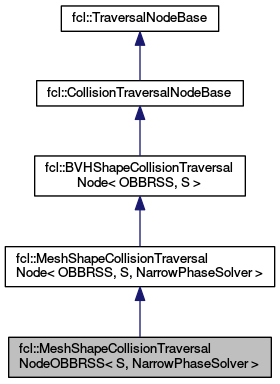 fcl::TraversalNodeBase
fcl::CollisionTraversalNodeBase
fcl::BVHShapeCollisionTraversal
Node< OBBRSS, S >
fcl::MeshShapeCollisionTraversal
Node< OBBRSS, S, NarrowPhaseSolver >
fcl::MeshShapeCollisionTraversal
NodeOBBRSS< S, NarrowPhaseSolver >